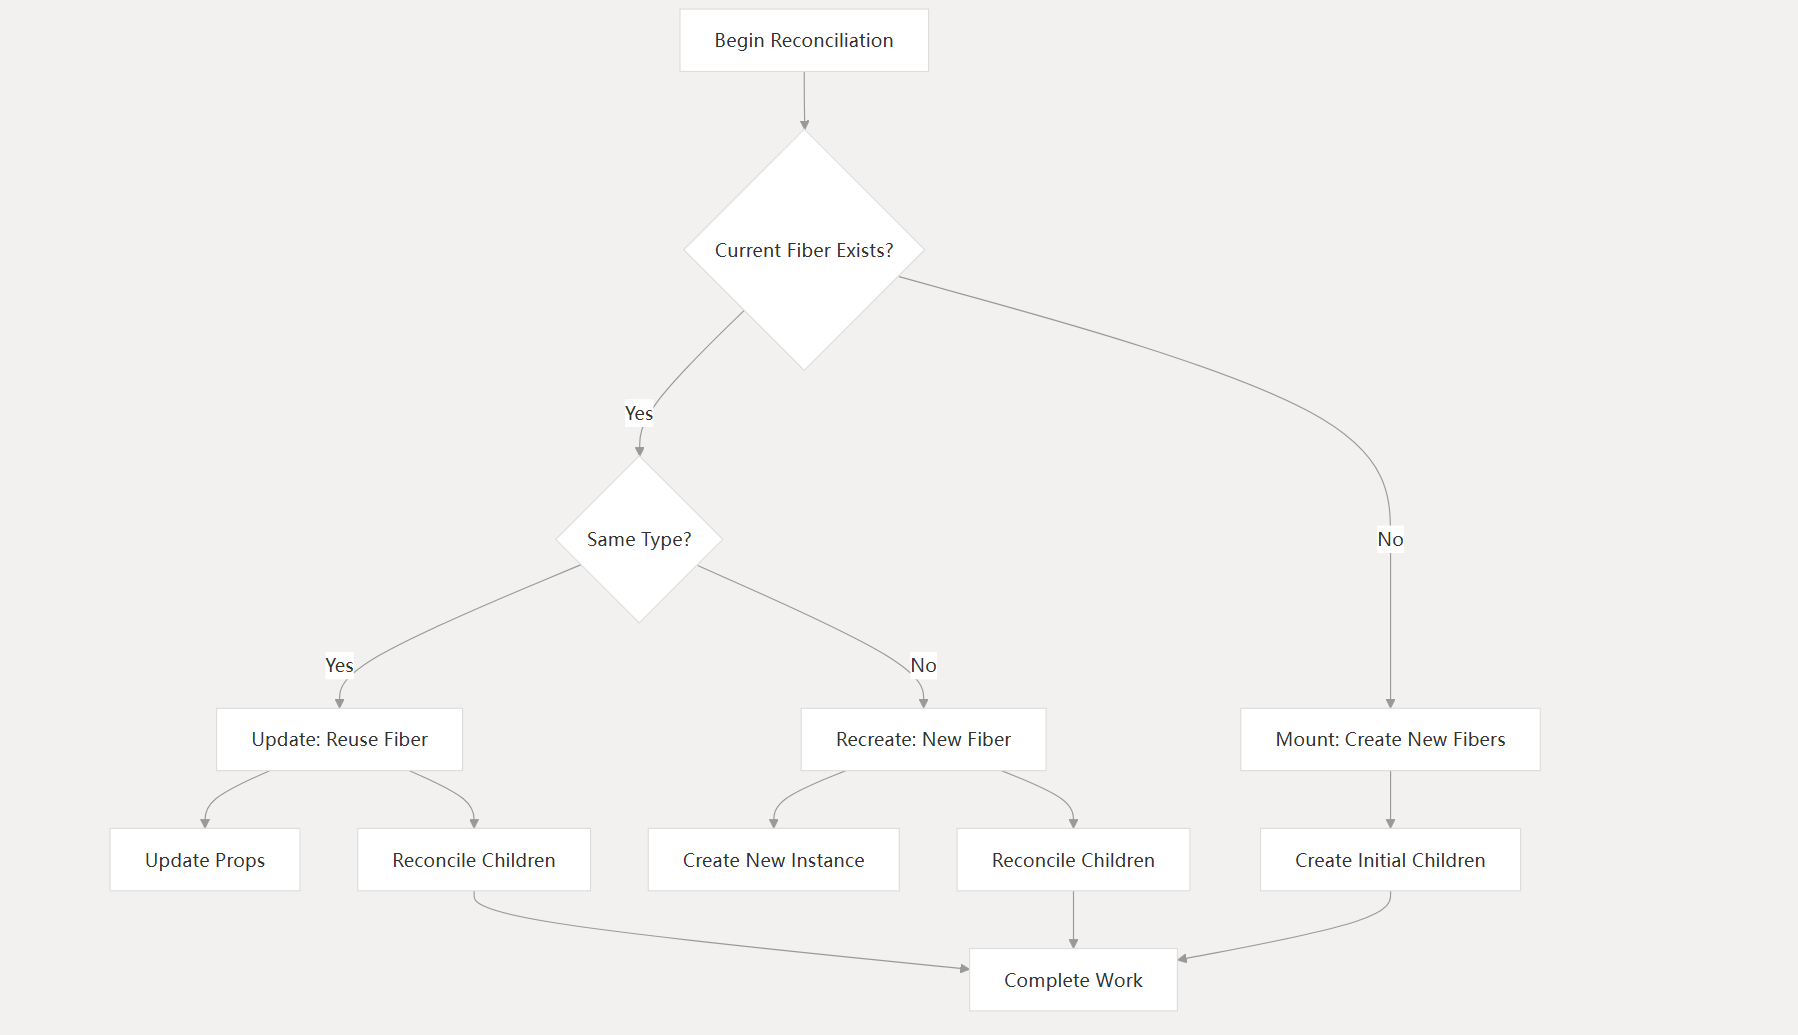 Begin Reconciliation
Current Fiber Exists?
Yes
Same Type?
No
Yes
No
Update: Reuse Fiber
Recreate: New Fiber
Mount: Create New Fibers
Update Props
Reconcile Children
Create New Instance
Reconcile Children
Create Initial Children
Complete Work